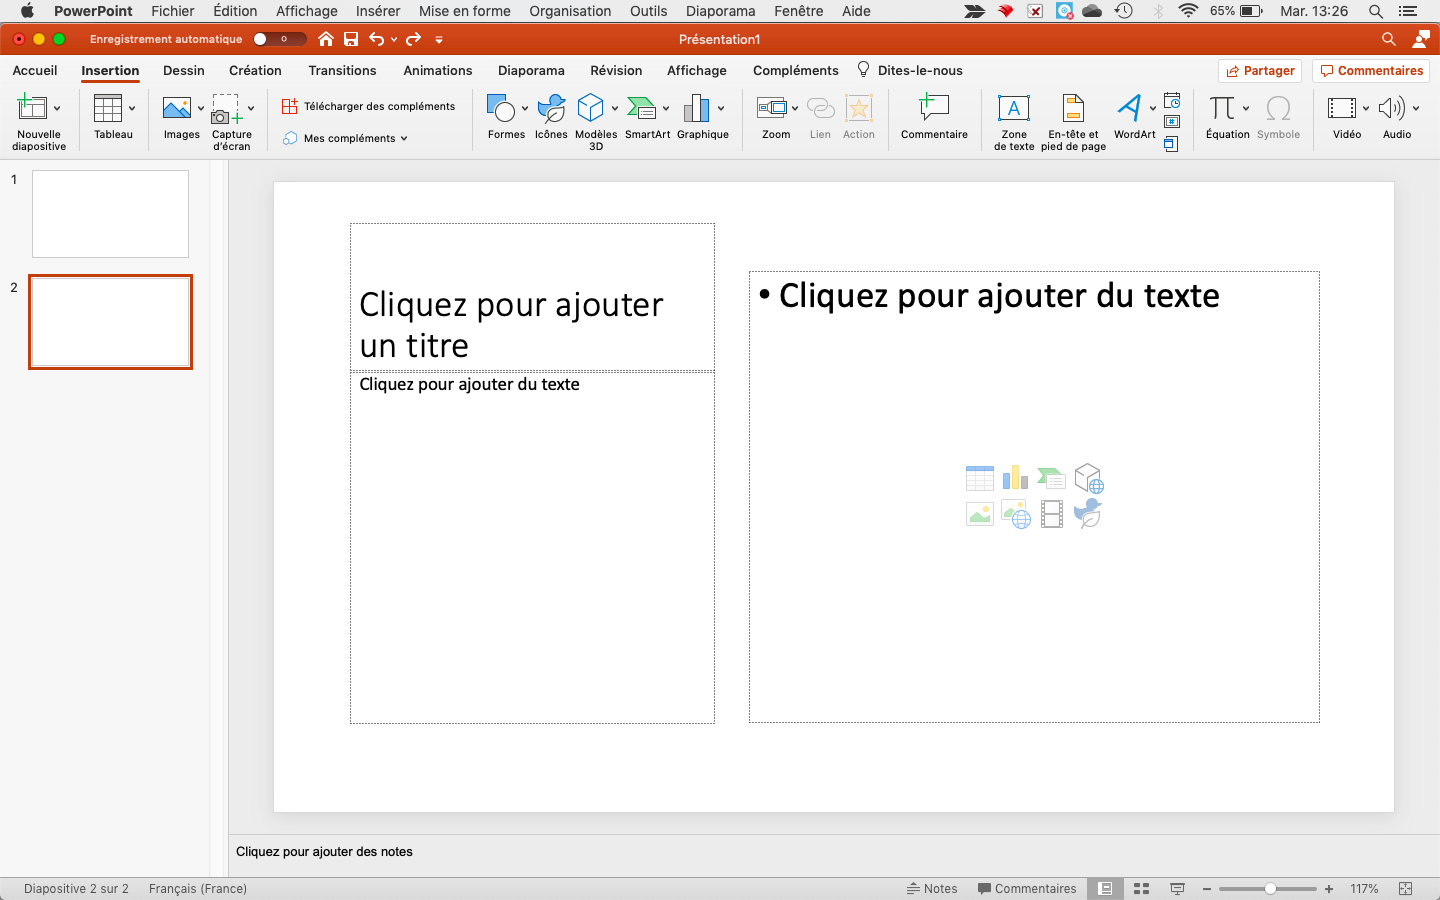 PowerPoint Fichier Édition Affichage Insérer Mise en forme Organisation Outils Diaporama Fenêtre Aide 65% Mar. 13:26
Enregistrement automatique Présentation1
Accueil Insertion Dessin Création Transitions Animations Diaporama Révision Affichage Compléments Dites-le-nous Partager Commentaires
Télécharger des compléments
Mes compléments
Nouvelle diapositive
Tableau
Images
Capture d'écran
Formes
Icônes
Modèles 3D
SmartArt
Graphique
Zoom
Lien
Action
Commentaire
Zone de texte
En-tête et pied de page
WordArt
Équation
Symbole
Vidéo
Audio
1
2
Cliquez pour ajouter
un titre
Cliquez pour ajouter du texte
• Cliquez pour ajouter du texte
Cliquez pour ajouter des notes
Diapositive 2 sur 2 Français (France) Notes Commentaires 117%